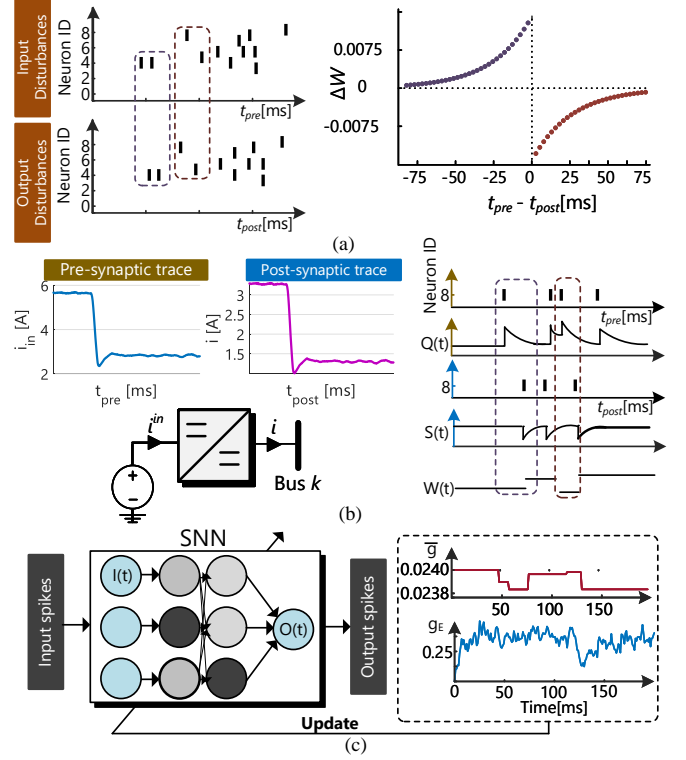 Input
Disturbances
Neuron ID
8
6
4
2
0
t_pre[ms]
Output
Disturbances
Neuron ID
8
6
4
2
0
t_post[ms]
ΔW
0.0075
0
-0.0075
-75 -50 -25 0 25 50 75
t_pre - t_post[ms]
(a)
Pre-synaptic trace
i_in [A]
6
4
2
t_pre [ms]
Post-synaptic trace
i [A]
3
2.5
2
1.5
t_post [ms]
i^in
i
Bus k
Neuron ID
8
t_pre[ms]
Q(t)
8
t_post[ms]
S(t)
W(t)
(b)
SNN
Input spikes
I(t)
O(t)
Output spikes
g̅
0.0240
0.0238
50 100 150
g_E
0.25
0 50 100 150
Time[ms]
Update
(c)